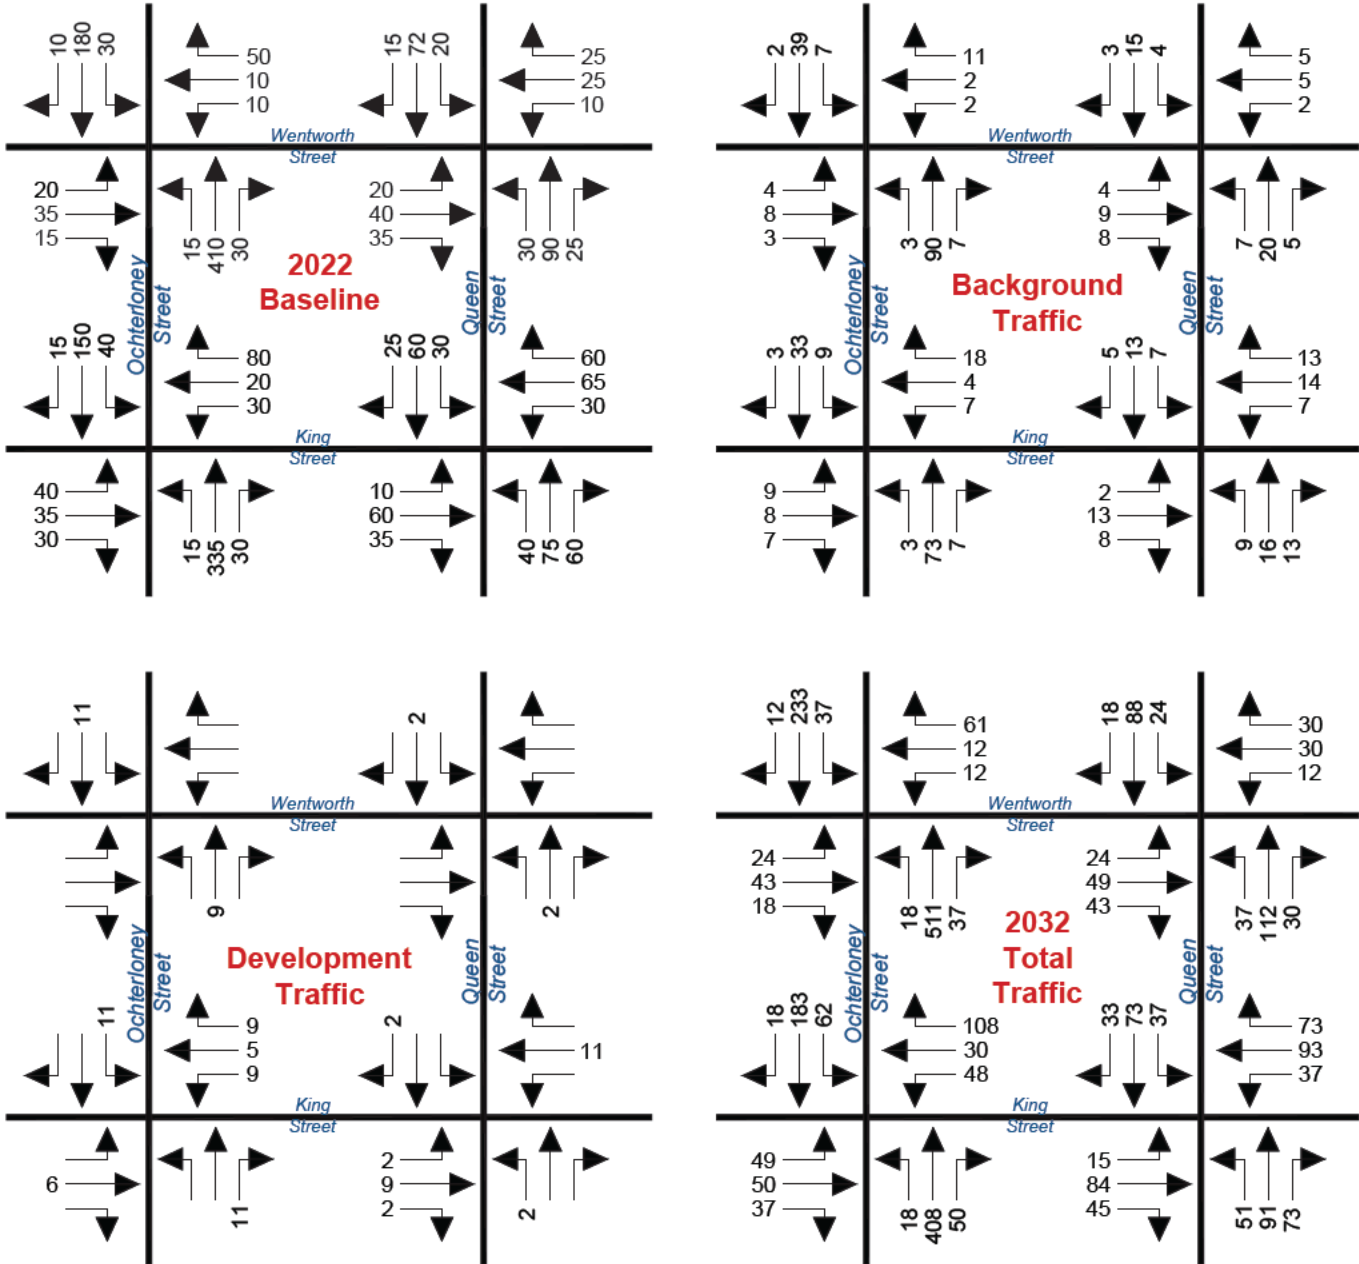 10 180 30
50
10
10
15 72 20
25
25
10
Wentworth
Street
20
35
15
15 410 30
20
40
35
30 90 25
2022
Baseline
Ochterloney
Street
Queen
Street
15 150 40
80
20
30
25 60 30
60
65
30
King
Street
40
35
30
15 335 30
10
60
35
40 75 60
2 39 7
11
2
2
3 15 4
5
5
2
Wentworth
Street
4
8
3
3 90 7
4
9
8
7 20 5
Background
Traffic
Ochterloney
Street
Queen
Street
3 33 9
18
4
7
5 13 7
13
14
7
King
Street
9
8
7
3 73 7
2
13
8
9 16 13
11
2
Wentworth
Street
9
2
Development
Traffic
Ochterloney
Street
Queen
Street
11
9
5
9
2
11
King
Street
6
11
2
9
2
2
12 233 37
61
12
12
18 88 24
30
30
12
Wentworth
Street
24
43
18
18 511 37
24
49
43
37 112 30
2032
Total
Traffic
Ochterloney
Street
Queen
Street
18 183 62
108
30
48
33 73 37
73
93
37
King
Street
49
50
37
18 408 50
15
84
45
51 91 73